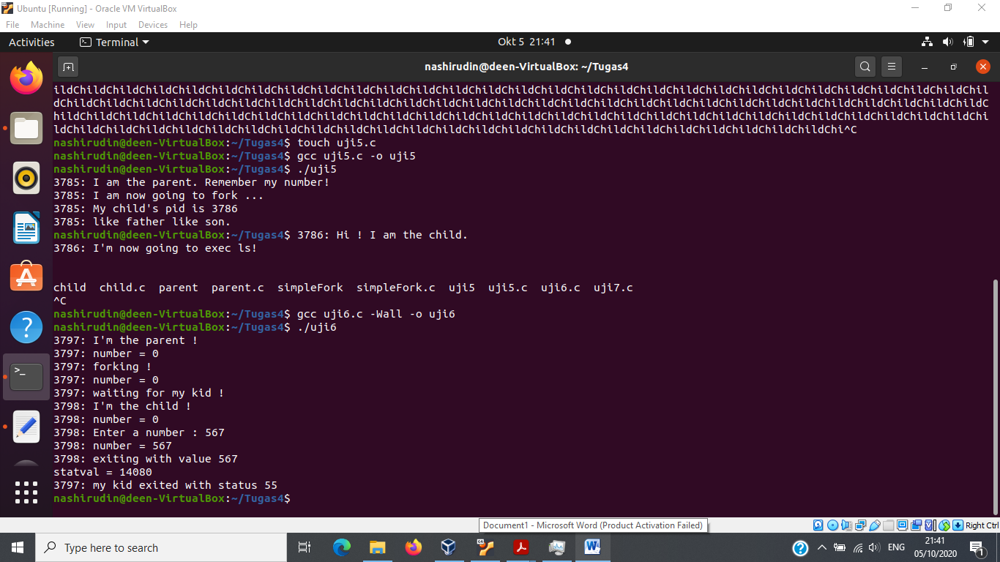 Ubuntu [Running] - Oracle VM VirtualBox
File Machine View Input Devices Help
Activities Terminal Okt 5 21:41
nashirudin@deen-VirtualBox: ~/Tugas4
ildChildChildChildChildChildChildChildChildChildChildChildChildChildChildChildChildChildChildChildChildChildChildChildChildChildChildChildChil
dChildChildChildChildChildChildChildChildChildChildChildChildChildChildChildChildChildChildChildChildChildChildChildChildChildChildChildChildC
hildChildChildChildChildChildChildChildChildChildChildChildChildChildChildChildChildChildChildChildChildChildChildChildChildChildChildChildChi
ldChildChildChildChildChildChildChildChildChildChildChildChildChildChildChildChildChildChildChildChildChildChildChildChi^C
nashirudin@deen-VirtualBox:~/Tugas4$ touch uji5.c
nashirudin@deen-VirtualBox:~/Tugas4$ gcc uji5.c -o uji5
nashirudin@deen-VirtualBox:~/Tugas4$ ./uji5
3785: I am the parent. Remember my number!
3785: I am now going to fork ...
3785: My child's pid is 3786
3785: like father like son.
nashirudin@deen-VirtualBox:~/Tugas4$ 3786: Hi ! I am the child.
3786: I'm now going to exec ls!
child child.c parent parent.c simpleFork simpleFork.c uji5 uji5.c uji6.c uji7.c
^C
nashirudin@deen-VirtualBox:~/Tugas4$ gcc uji6.c -Wall -o uji6
nashirudin@deen-VirtualBox:~/Tugas4$ ./uji6
3797: I'm the parent !
3797: number = 0
3797: forking !
3797: number = 0
3797: waiting for my kid !
3798: I'm the child !
3798: number = 0
3798: Enter a number : 567
3798: number = 567
3798: exiting with value 567
statval = 14080
3797: my kid exited with status 55
nashirudin@deen-VirtualBox:~/Tugas4$
Document1 - Microsoft Word (Product Activation Failed)
Right Ctrl
Type here to search
ENG
21:41
05/10/2020
1